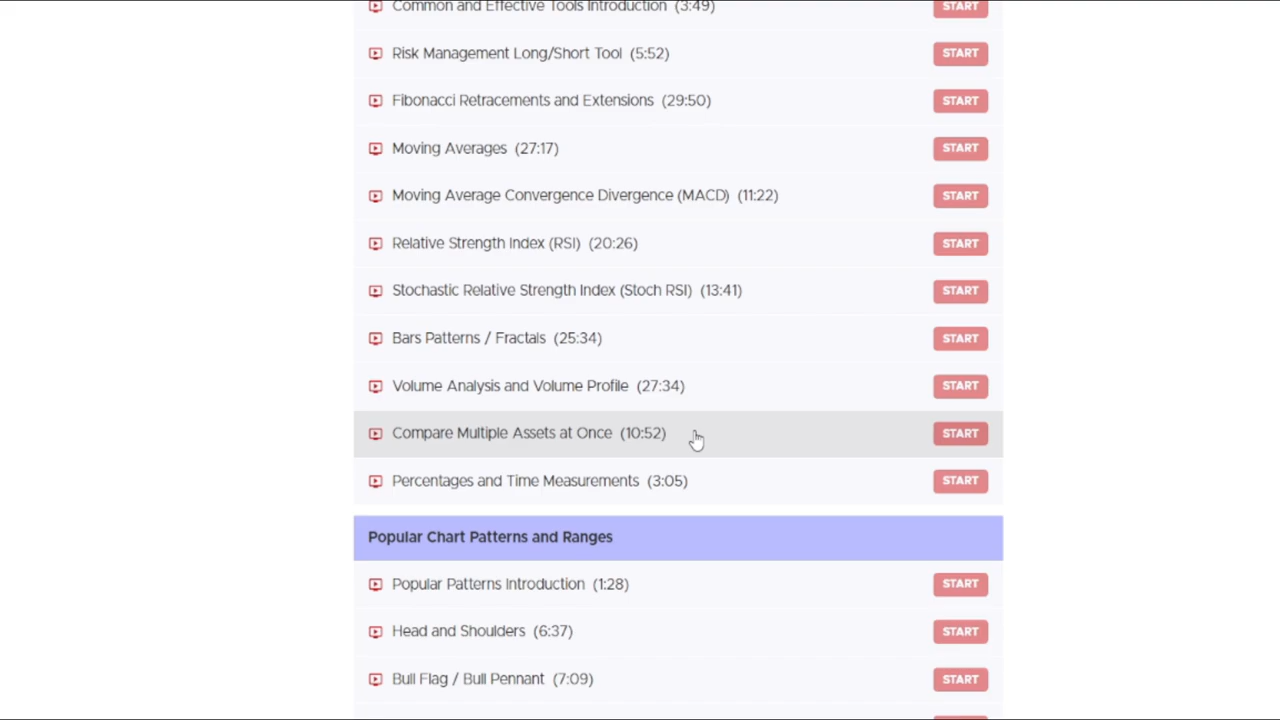 Common and Effective Tools Introduction (3:49) START
Risk Management Long/Short Tool (5:52) START
Fibonacci Retracements and Extensions (29:50) START
Moving Averages (27:17) START
Moving Average Convergence Divergence (MACD) (11:22) START
Relative Strength Index (RSI) (20:26) START
Stochastic Relative Strength Index (Stoch RSI) (13:41) START
Bars Patterns / Fractals (25:34) START
Volume Analysis and Volume Profile (27:34) START
Compare Multiple Assets at Once (10:52) START
Percentages and Time Measurements (3:05) START
Popular Chart Patterns and Ranges
Popular Patterns Introduction (1:28) START
Head and Shoulders (6:37) START
Bull Flag / Bull Pennant (7:09) START